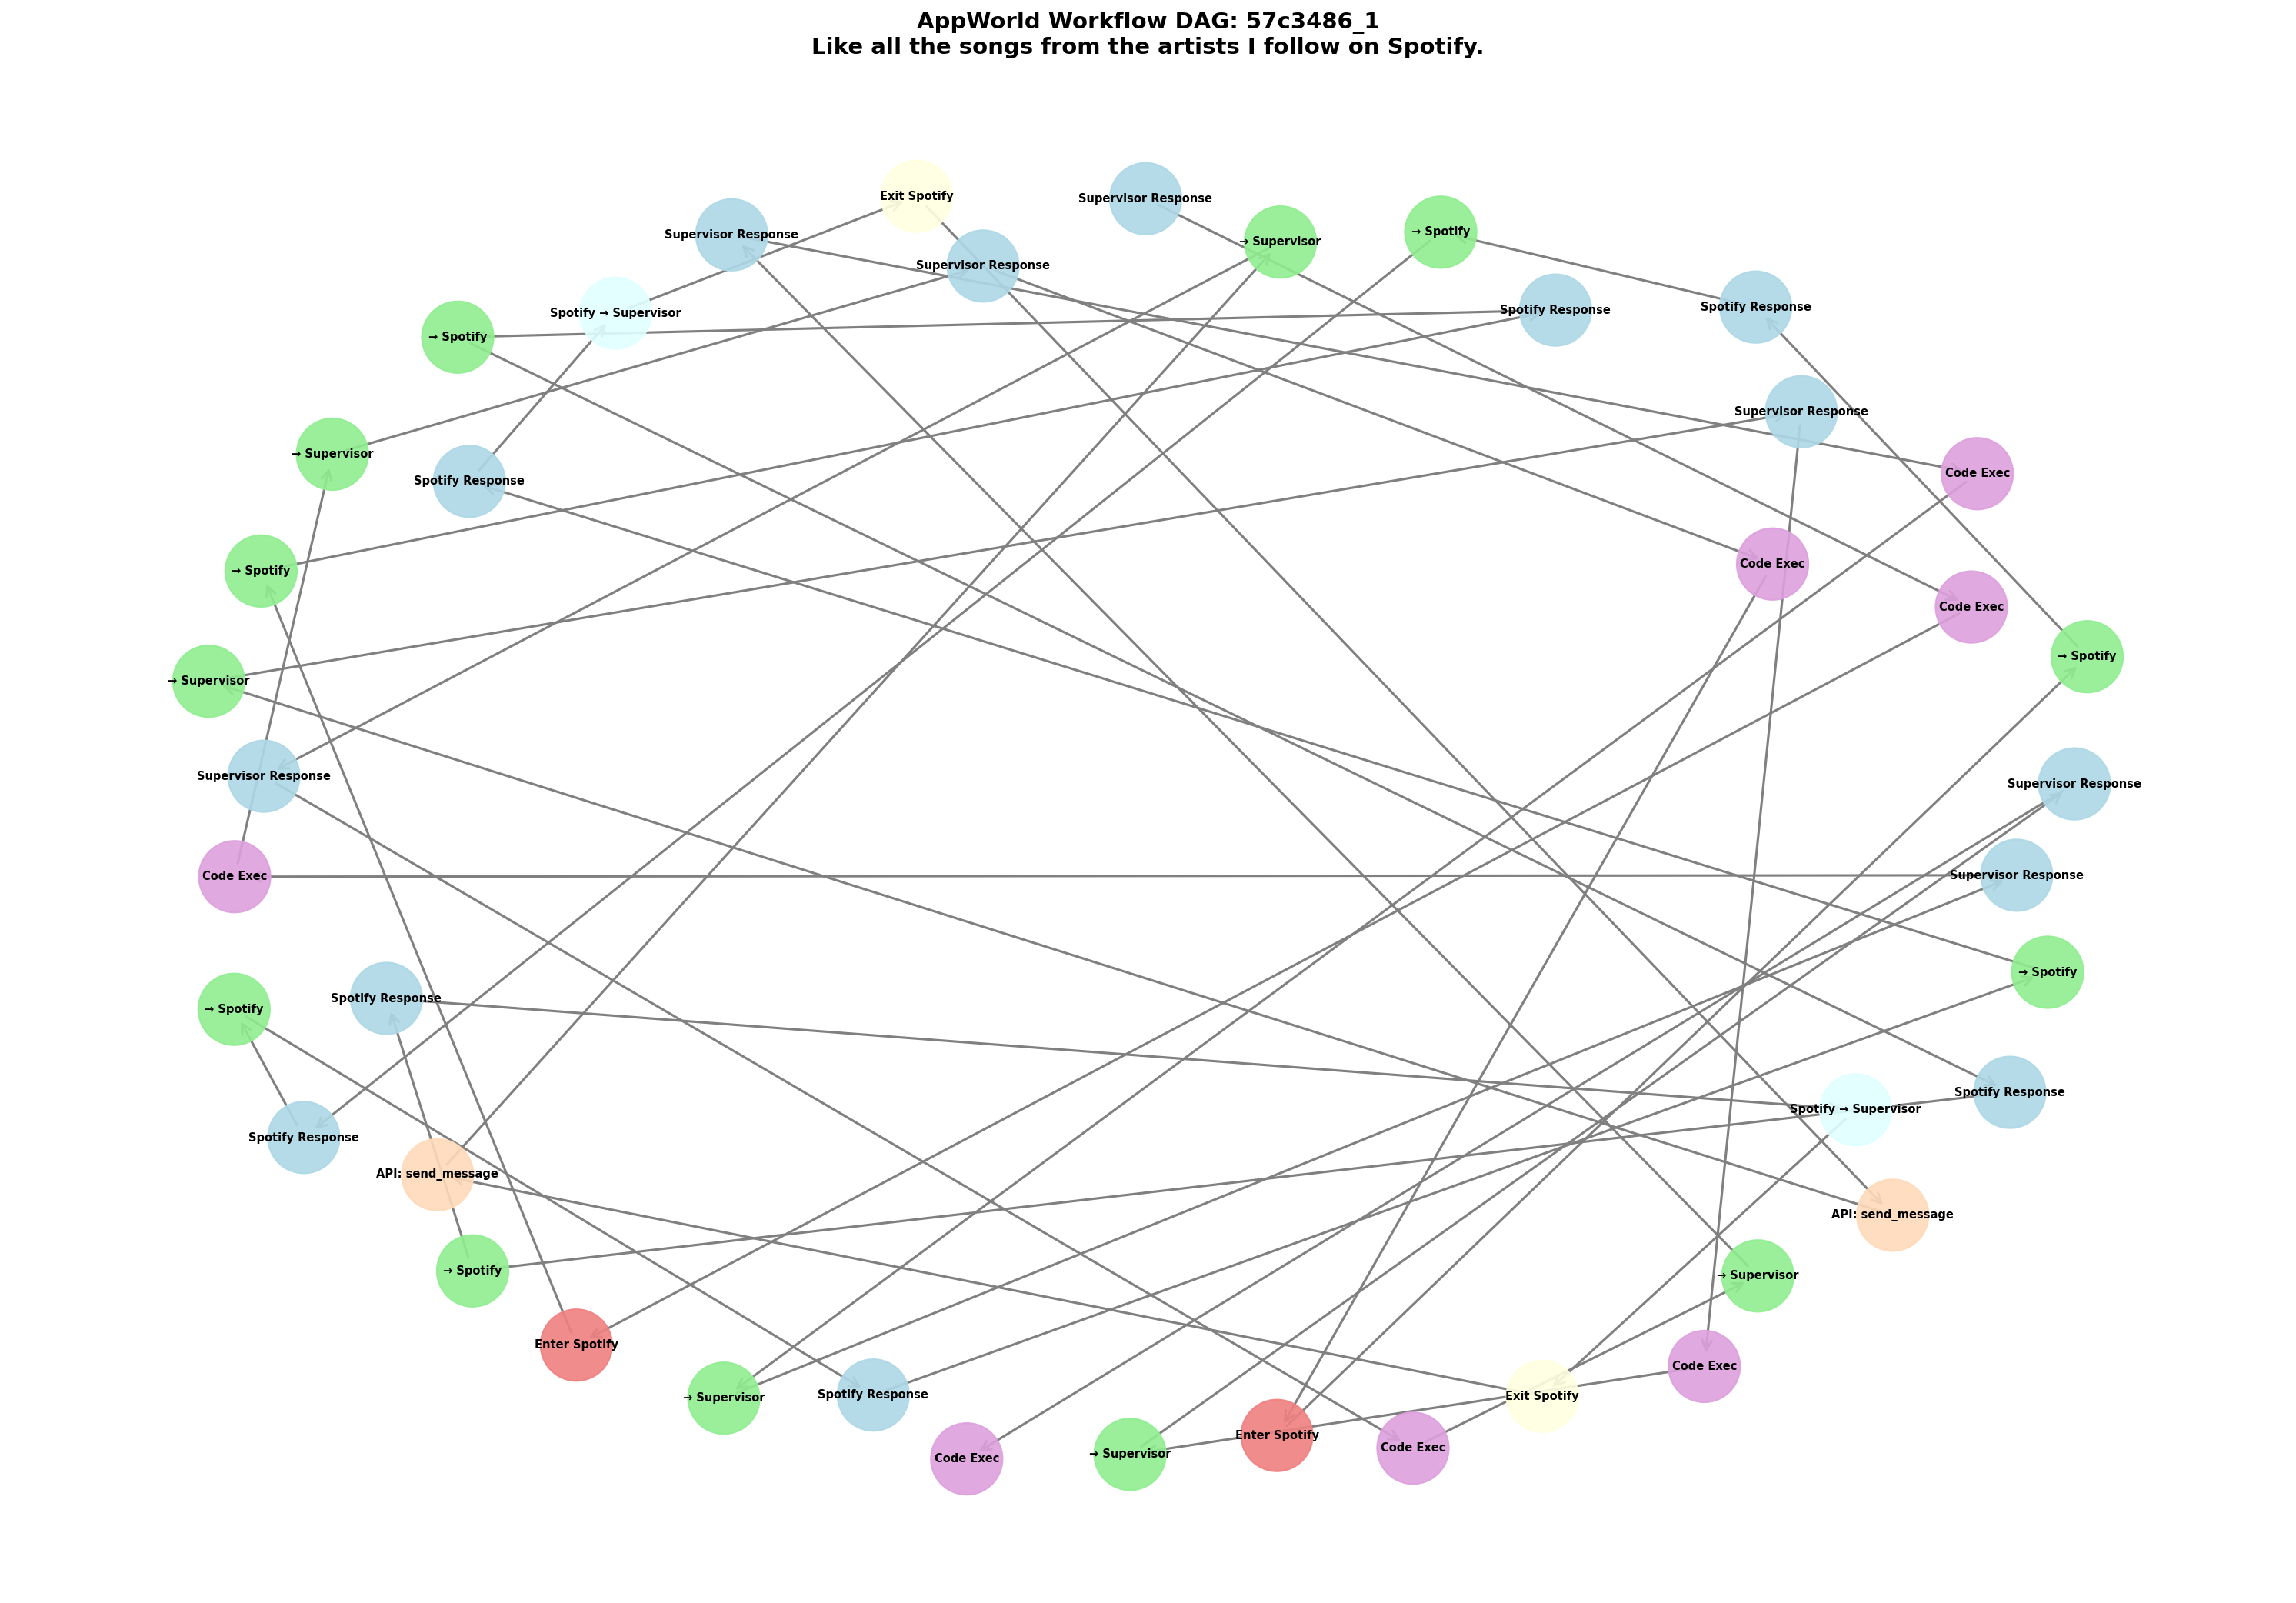 AppWorld Workflow DAG: 57c3486_1
Like all the songs from the artists I follow on Spotify.
Exit Spotify
Supervisor Response
Supervisor Response
→ Spotify
→ Supervisor
Supervisor Response
Spotify Response
Spotify Response
Spotify → Supervisor
→ Spotify
Supervisor Response
→ Supervisor
Code Exec
Spotify Response
Code Exec
→ Spotify
Code Exec
→ Spotify
→ Supervisor
Supervisor Response
Supervisor Response
Supervisor Response
Code Exec
→ Spotify
Spotify Response
→ Spotify
Spotify Response
Spotify → Supervisor
Spotify Response
API: send_message
API: send_message
→ Spotify
→ Supervisor
Enter Spotify
Code Exec
Spotify Response
Exit Spotify
→ Supervisor
Enter Spotify
Code Exec
→ Supervisor
Code Exec